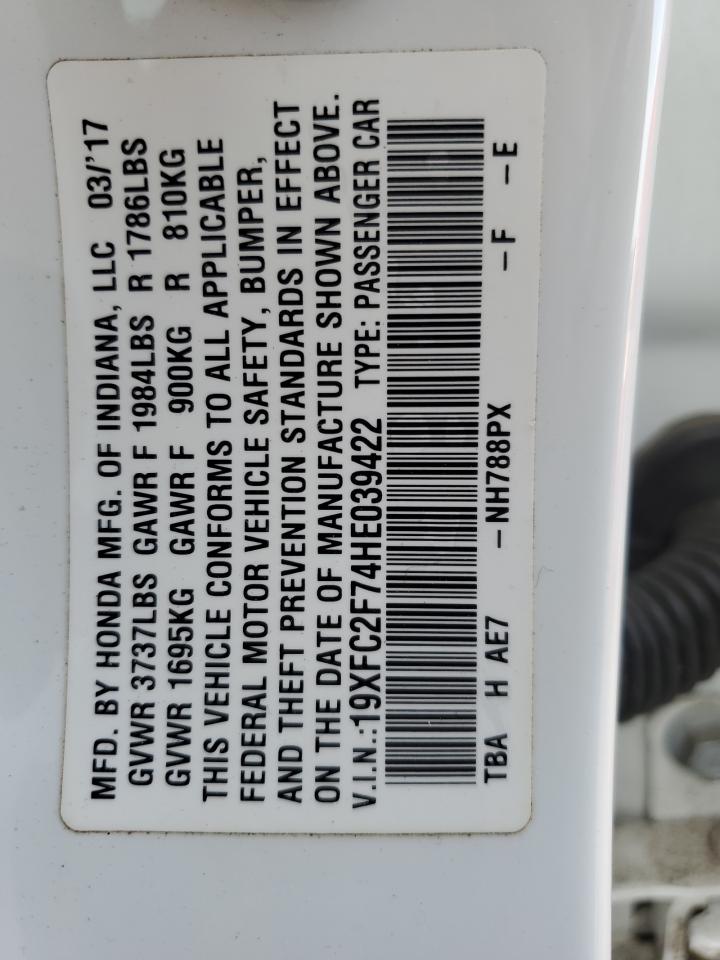 MFD. BY HONDA MFG. OF INDIANA, LLC 03/'17
GVWR 3737LBS GAWR F 1984LBS R 1786LBS
GVWR 1695KG GAWR F 900KG R 810KG
THIS VEHICLE CONFORMS TO ALL APPLICABLE
FEDERAL MOTOR VEHICLE SAFETY, BUMPER,
AND THEFT PREVENTION STANDARDS IN EFFECT
ON THE DATE OF MANUFACTURE SHOWN ABOVE.
V.I.N.:19XFC2F74HE039422 TYPE: PASSENGER CAR
TBA H AE7 –NH788PX –F –E